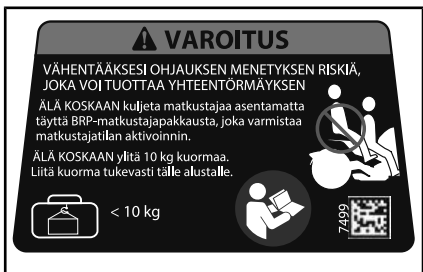 VAROITUS
VÄHENTÄÄKSESI OHJAUKSEN MENETYKSEN RISKIÄ,
JOKA VOI TUOTTAA YHTEENTÖRMÄYKSEN
ÄLÄ KOSKAAN kuljeta matkustajaa asentamatta
täyttä BRP-matkustajapakkausta, joka varmistaa
matkustajatilan aktivoinnin.
ÄLÄ KOSKAAN ylitä 10 kg kuormaa.
Liitä kuorma tukevasti tälle alustalle.
< 10 kg
7499